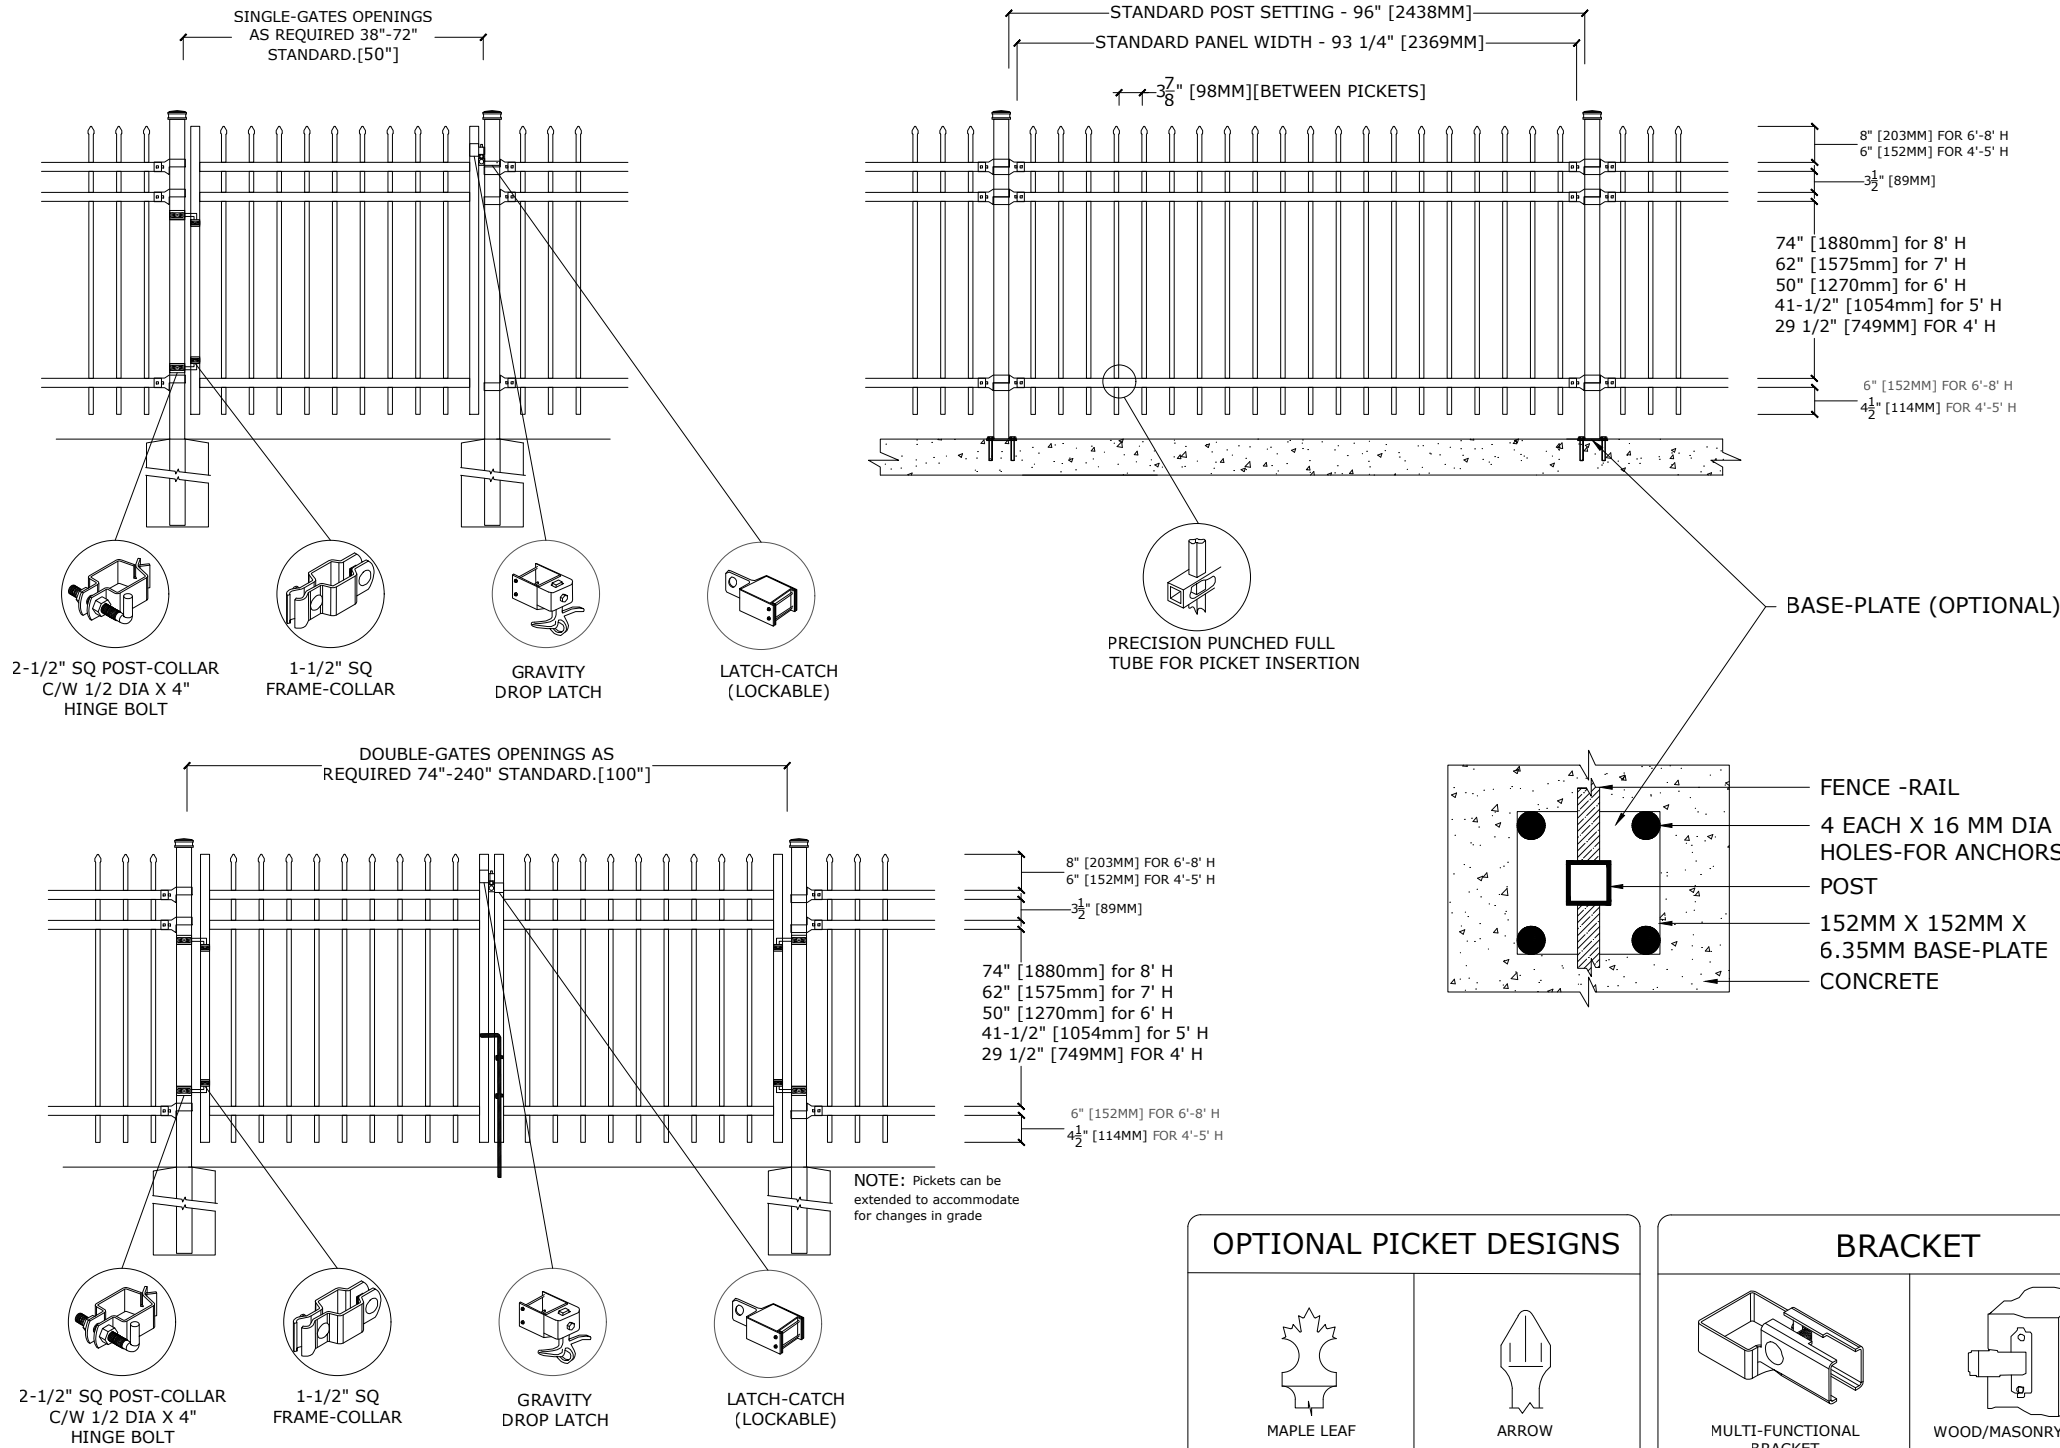 SINGLE-GATES OPENINGS
AS REQUIRED 38"-72"
STANDARD.[50"]
STANDARD POST SETTING - 96" [2438MM]
STANDARD PANEL WIDTH - 93 1/4" [2369MM]
3 7/8" [98MM][BETWEEN PICKETS]
8" [203MM] FOR 6'-8' H
6" [152MM] FOR 4'-5' H
3 1/2" [89MM]
74" [1880mm] for 8' H
62" [1575mm] for 7' H
50" [1270mm] for 6' H
41-1/2" [1054mm] for 5' H
29 1/2" [749MM] FOR 4' H
6" [152MM] FOR 6'-8' H
4 1/2" [114MM] FOR 4'-5' H
2-1/2" SQ POST-COLLAR
C/W 1/2 DIA X 4"
HINGE BOLT
1-1/2" SQ
FRAME-COLLAR
GRAVITY
DROP LATCH
LATCH-CATCH
(LOCKABLE)
PRECISION PUNCHED FULL
TUBE FOR PICKET INSERTION
BASE-PLATE (OPTIONAL)
FENCE -RAIL
4 EACH X 16 MM DIA
HOLES-FOR ANCHORS
POST
152MM X 152MM X
6.35MM BASE-PLATE
CONCRETE
DOUBLE-GATES OPENINGS AS
REQUIRED 74"-240" STANDARD.[100"]
8" [203MM] FOR 6'-8' H
6" [152MM] FOR 4'-5' H
3 1/2" [89MM]
74" [1880mm] for 8' H
62" [1575mm] for 7' H
50" [1270mm] for 6' H
41-1/2" [1054mm] for 5' H
29 1/2" [749MM] FOR 4' H
6" [152MM] FOR 6'-8' H
4 1/2" [114MM] FOR 4'-5' H
NOTE: Pickets can be
extended to accommodate
for changes in grade
2-1/2" SQ POST-COLLAR
C/W 1/2 DIA X 4"
HINGE BOLT
1-1/2" SQ
FRAME-COLLAR
GRAVITY
DROP LATCH
LATCH-CATCH
(LOCKABLE)
OPTIONAL PICKET DESIGNS
MAPLE LEAF
ARROW
BRACKET
MULTI-FUNCTIONAL
BRACKET
WOOD/MASONRY